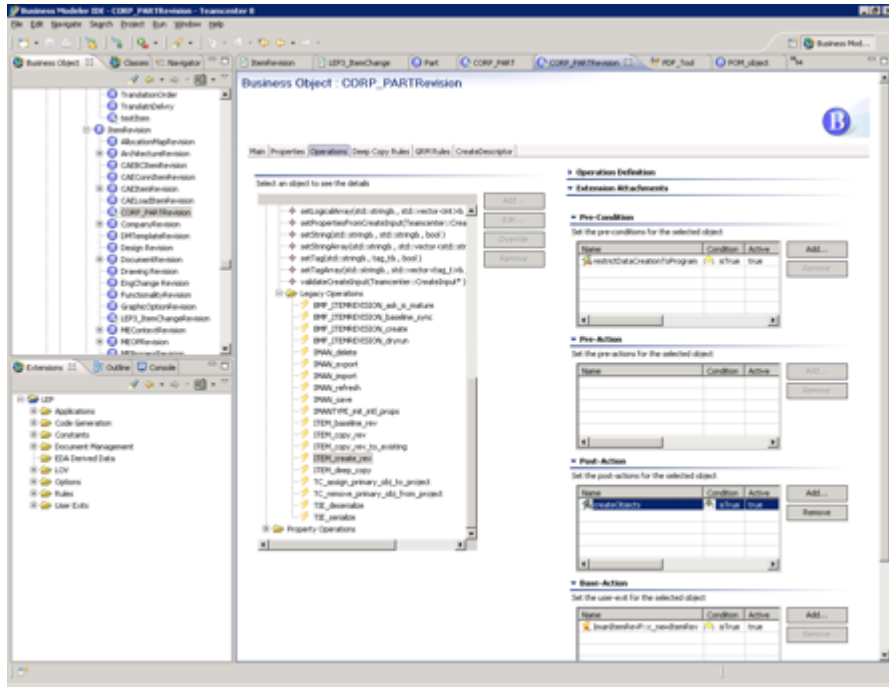 Business Modeler IDE - CORP_PARTRevision - Teamcenter 8
File Edit Navigate Search Project Run Window Help
Business Mod...
Business Object
Classes
Navigator
ItemRevision
LEP3_ItemChange
Part
CORP_PART
CORP_PARTRevision
PDF_Tool
POM_object
TranslationOrder
TranslatnDelvry
testItem
ItemRevision
AllocationMapRevision
ArchitectureRevision
CAEBCItemRevision
CAEConnItemRevision
CAEItemRevision
CAELoadItemRevision
CORP_PARTRevision
CompanyRevision
DMTemplateRevision
Design Revision
DocumentRevision
Drawing Revision
EngChange Revision
FunctionalityRevision
GraphicOptionRevision
LEP3_ItemChangeRevision
MEContextRevision
MEOPRevision
MEProcessRevision
Extensions
Outline
Console
LEP
Applications
Code Generation
Constants
Document Management
EDA Derived Data
LOV
Options
Rules
User Exits
Business Object : CORP_PARTRevision
Main Properties Operations Deep Copy Rules GRM Rules CreateDescriptor
Select an object to see the details
setPropertiesFromCreateInput(Teamcenter::Crea
validateCreateInput(Teamcenter::CreateInput* )
Legacy Operations
BMF_ITEMREVISION_ask_is_mature
BMF_ITEMREVISION_baseline_sync
BMF_ITEMREVISION_create
BMF_ITEMREVISION_dryrun
IMAN_delete
IMAN_export
IMAN_import
IMAN_refresh
IMAN_save
IMANTYPE_init_intl_props
ITEM_baseline_rev
ITEM_copy_rev
ITEM_copy_rev_to_existing
ITEM_create_rev
ITEM_deep_copy
TC_assign_primary_obj_to_project
TC_remove_primary_obj_from_project
TIE_deserialize
TIE_serialize
Property Operations
Add...
Edit...
Override
Remove
Operation Definition
Extension Attachments
Pre-Condition
Set the pre-conditions for the selected object
Name Condition Active
restrictDataCreationToProgram isTrue true
Add...
Remove
Pre-Action
Set the pre-actions for the selected object
Name Condition Active
Add...
Remove
Post-Action
Set the post-actions for the selected object
Name Condition Active
createObjects isTrue true
Add...
Remove
Base-Action
Set the user-exit for the selected object
Name Condition Active
isTrue true
Add...
Remove